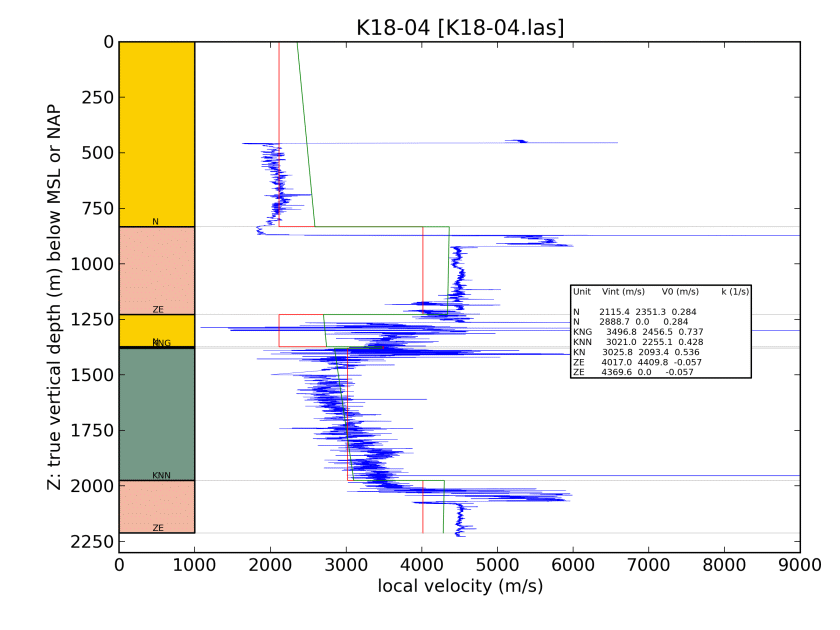 K18-04 [K18-04.las]
0
250
500
750
1000
1250
1500
1750
2000
2250
Z: true vertical depth (m) below MSL or NAP
N
ZE
KNG
KNN
ZE
Unit Vint (m/s) V0 (m/s) k (1/s)
N 2115.4 2351.3 0.284
N 2888.7 0.0 0.284
KNG 3496.8 2456.5 0.737
KNN 3021.0 2255.1 0.428
KN 3025.8 2093.4 0.536
ZE 4017.0 4409.8 -0.057
ZE 4369.6 0.0 -0.057
0 1000 2000 3000 4000 5000 6000 7000 8000 9000
local velocity (m/s)